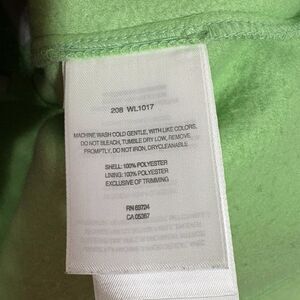 208 WL1017
MACHINE WASH COLD GENTLE, WITH LIKE COLORS,
DO NOT BLEACH, TUMBLE DRY LOW, REMOVE
PROMPTLY, DO NOT IRON, DRYCLEANABLE
SHELL: 100% POLYESTER
LINING: 100% POLYESTER
EXCLUSIVE OF TRIMMING
RN 69724
CA 05367